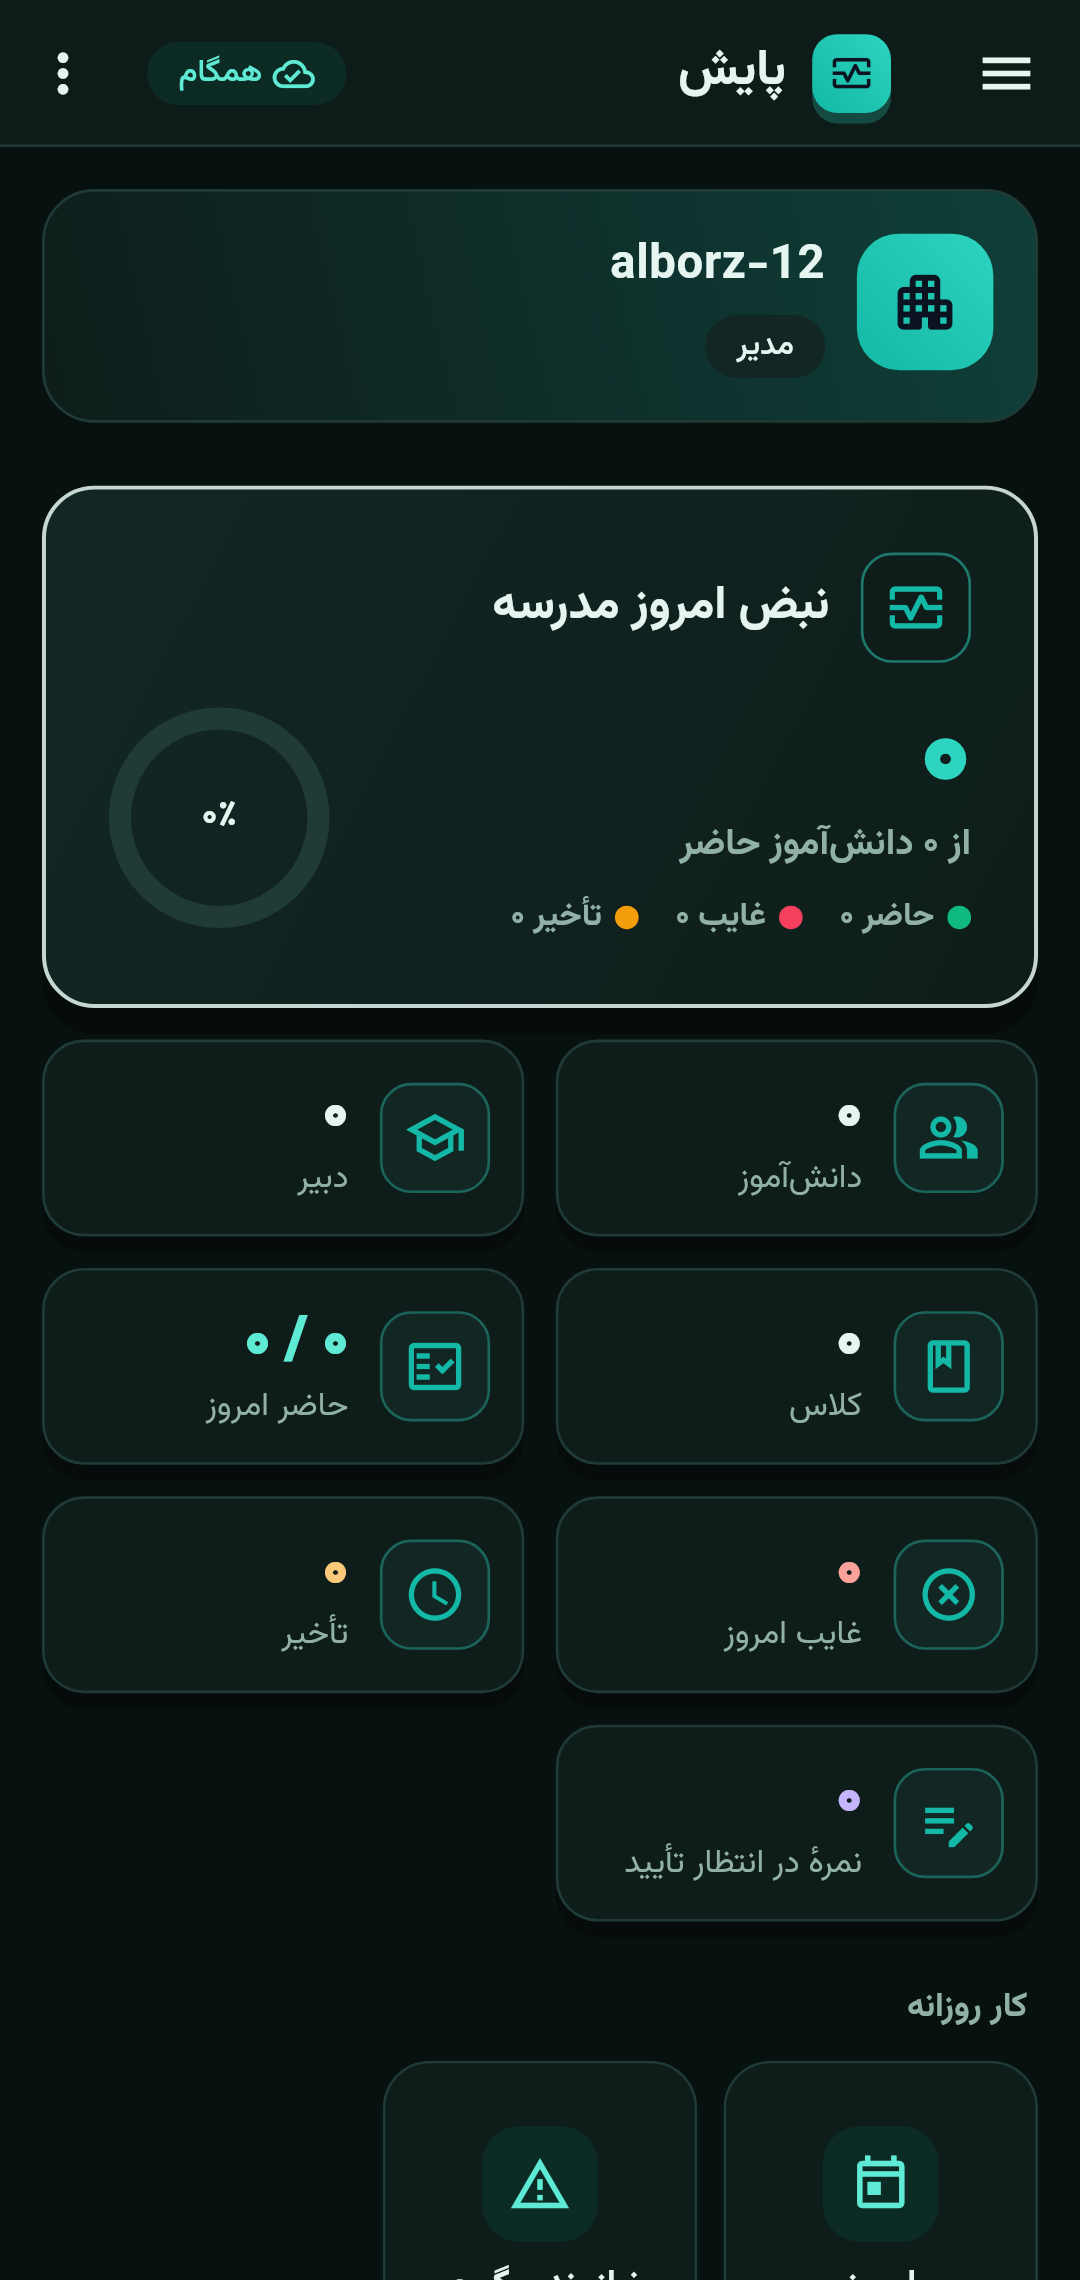 پایش
همگام
alborz-12
مدیر
نبض امروز مدرسه
۰
از ۰ دانش‌آموز حاضر
حاضر ۰ غایب ۰ تأخیر ۰
۰٪
۰
دانش‌آموز
۰
دبیر
۰
کلاس
۰ / ۰
حاضر امروز
۰
غایب امروز
۰
تأخیر
۰
نمرهٔ در انتظار تأیید
کار روزانه